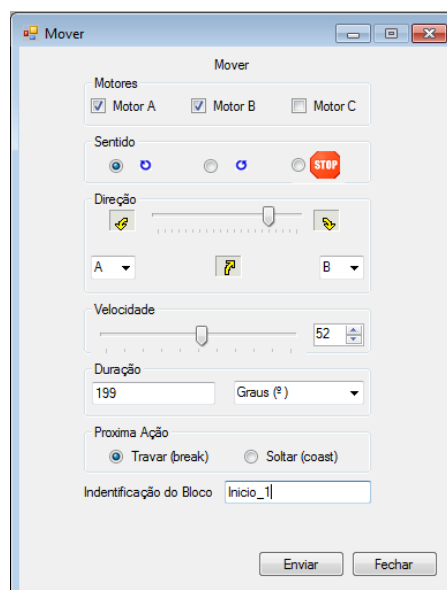 Mover
Mover
Motores
Motor A Motor B Motor C
Sentido
STOP
Direção
A B
Velocidade
52
Duração
199 Graus (º )
Proxima Ação
Travar (break) Soltar (coast)
Indentificação do Bloco Inicio_1
Enviar Fechar